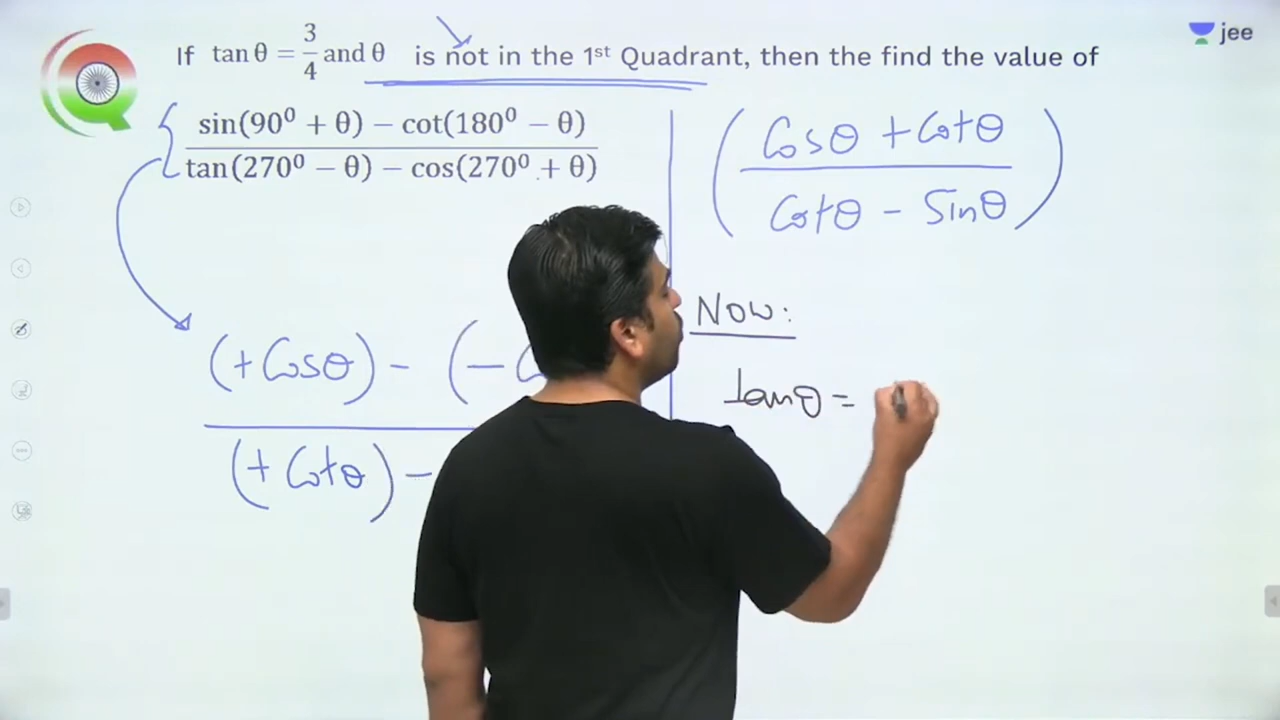 If tan θ = 3/4 and θ is not in the 1st Quadrant, then the find the value of
sin(90⁰ + θ) − cot(180⁰ − θ)
tan(270⁰ − θ) − cos(270⁰ + θ)
(+Cosθ) − (−
(+Cotθ) −
(Cosθ + Cotθ
Cotθ − Sinθ)
Now:
tanθ =
jee